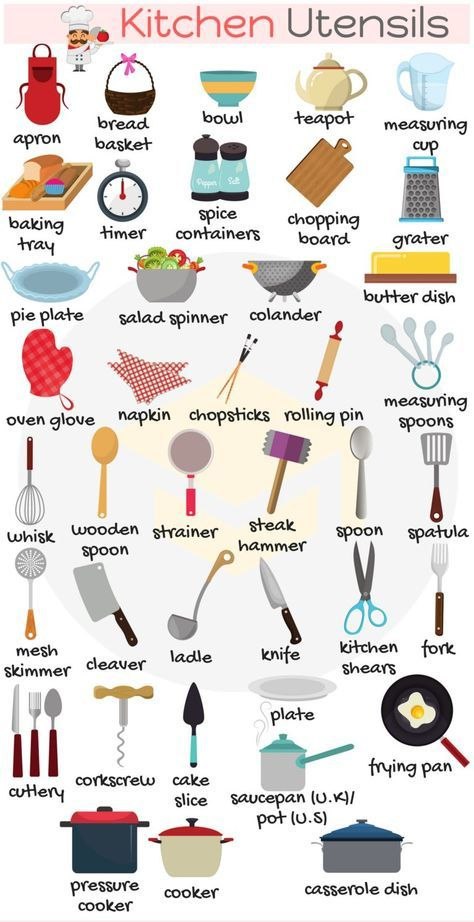 Kitchen Utensils
apron
bread
basket
bowl
teapot
measuring
cup
baking
tray
timer
Pepper
Salt
spice
containers
chopping
board
grater
pie plate
salad spinner
colander
butter dish
oven glove
napkin
chopsticks
rolling pin
measuring
spoons
whisk
wooden
spoon
strainer
steak
hammer
spoon
spatula
mesh
skimmer
cleaver
ladle
knife
kitchen
shears
fork
cuttery
corkscrew
cake
slice
plate
saucepan (U.K)/
pot (U.S)
frying pan
pressure
cooker
cooker
casserole dish